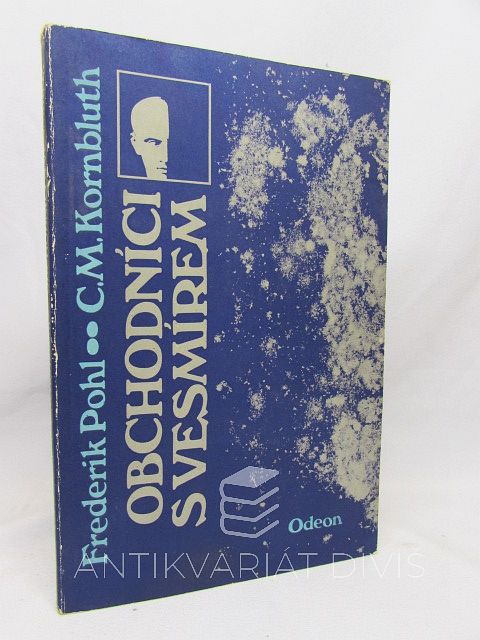 Frederik Pohl •• C.M. Kornbluth
OBCHODNÍCI
S VESMÍREM
Odeon
ANTIKVARIÁT DIVIŠ